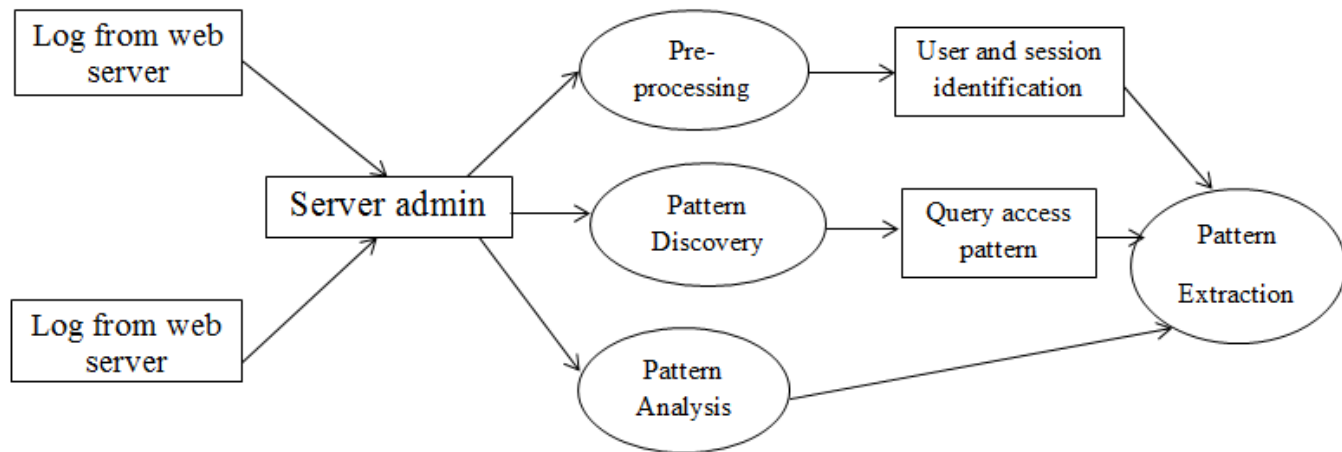 Log from web
server
Pre-
processing
User and session
identification
Server admin
Pattern
Discovery
Query access
pattern
Pattern
Extraction
Log from web
server
Pattern
Analysis